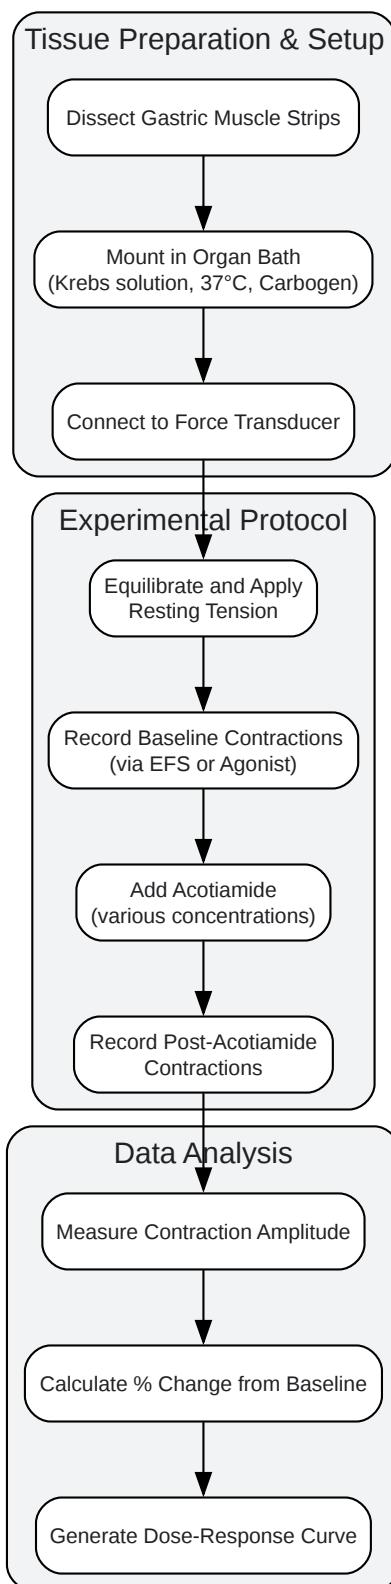 Tissue Preparation & Setup
Dissect Gastric Muscle Strips
Mount in Organ Bath
(Krebs solution, 37°C, Carbogen)
Connect to Force Transducer
Experimental Protocol
Equilibrate and Apply
Resting Tension
Record Baseline Contractions
(via EFS or Agonist)
Add Acotiamide
(various concentrations)
Record Post-Acotiamide
Contractions
Data Analysis
Measure Contraction Amplitude
Calculate % Change from Baseline
Generate Dose-Response Curve